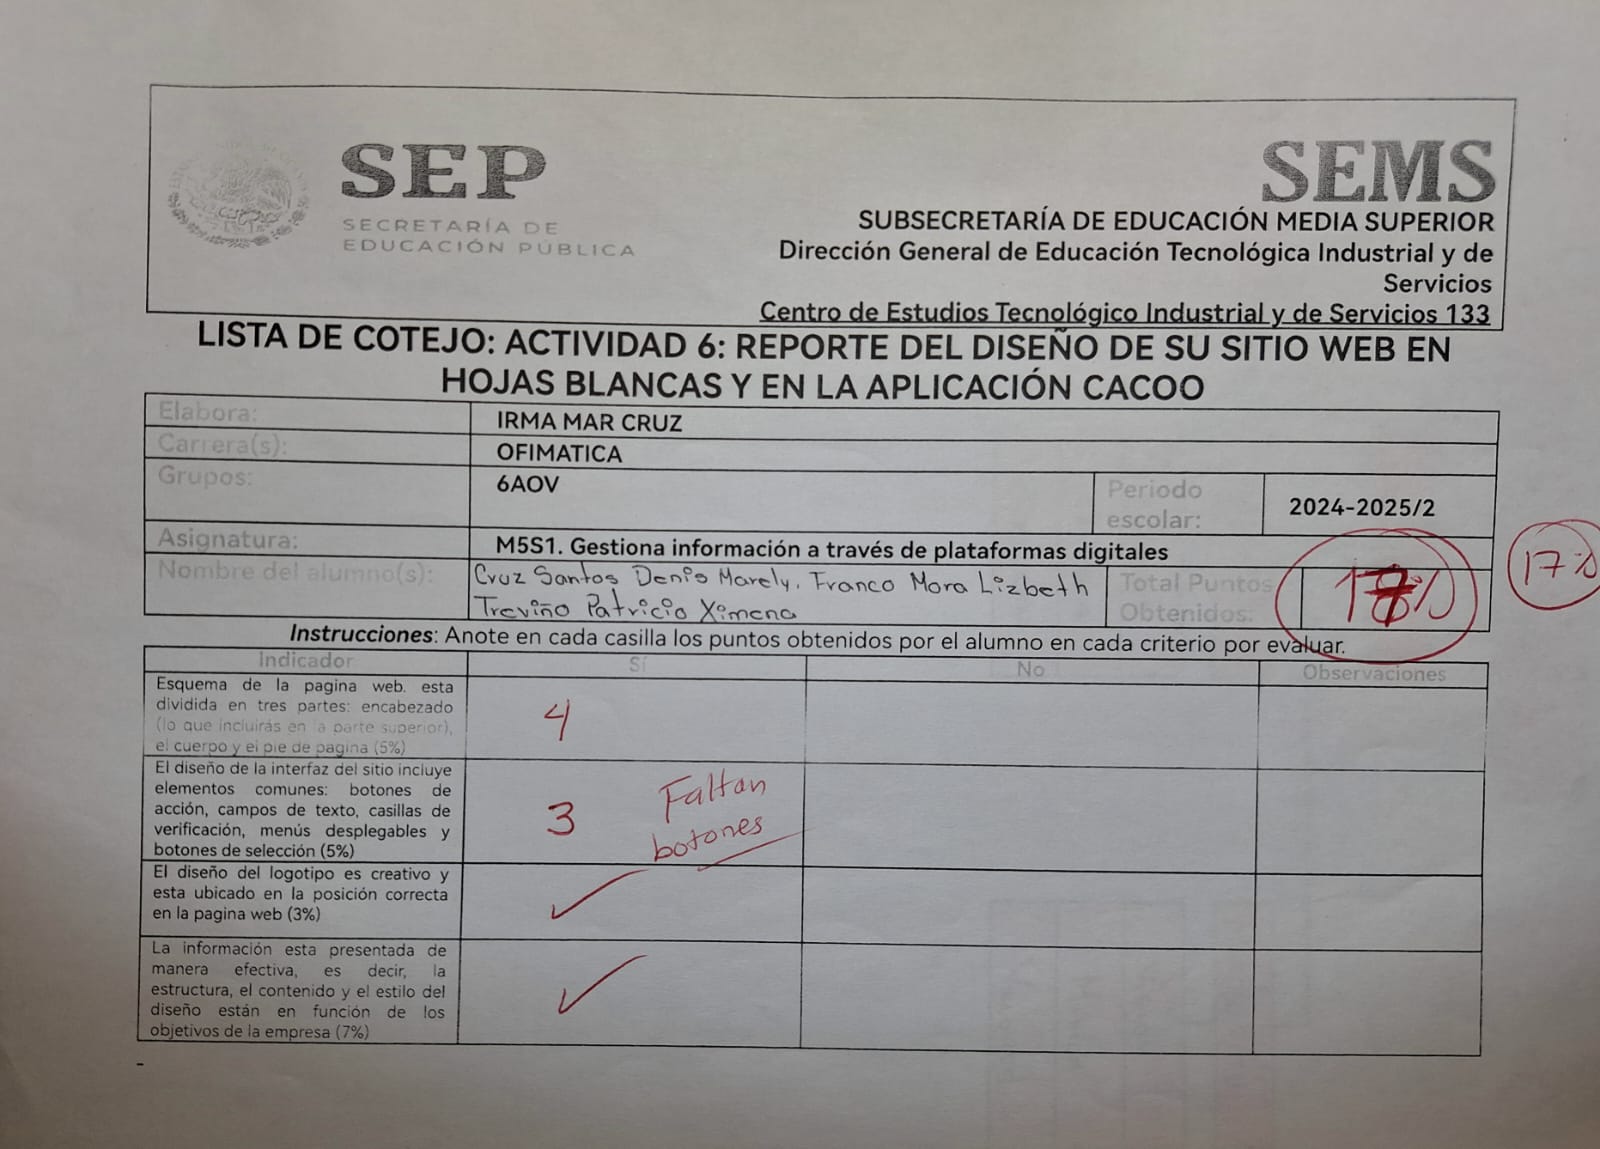 SEP
SECRETARÍA DE
EDUCACIÓN PÚBLICA
SEMS
SUBSECRETARÍA DE EDUCACIÓN MEDIA SUPERIOR
Dirección General de Educación Tecnológica Industrial y de
Servicios
Centro de Estudios Tecnológico Industrial y de Servicios 133
LISTA DE COTEJO: ACTIVIDAD 6: REPORTE DEL DISEÑO DE SU SITIO WEB EN
HOJAS BLANCAS Y EN LA APLICACIÓN CACOO
Elabora:
IRMA MAR CRUZ
Carrera(s):
OFIMATICA
Grupos:
6AOV
Periodo
escolar:
2024-2025/2
Asignatura:
M5S1. Gestiona información a través de plataformas digitales
Nombre del alumno(s):
Cruz Santos Denis Marely, Franco Mora Lizbeth
Treviño Patricio Ximena
Total Puntos
Obtenidos:
17%
17%
Instrucciones: Anote en cada casilla los puntos obtenidos por el alumno en cada criterio por evaluar.
Indicador
Sí
No
Observaciones
Esquema de la pagina web. esta
dividida en tres partes: encabezado
(lo que incluirás en la parte superior),
el cuerpo y el pie de pagina (5%)
4
El diseño de la interfaz del sitio incluye
elementos comunes: botones de
acción, campos de texto, casillas de
verificación, menús desplegables y
botones de selección (5%)
3
Faltan
botones
El diseño del logotipo es creativo y
esta ubicado en la posición correcta
en la pagina web (3%)
La información esta presentada de
manera efectiva, es decir, la
estructura, el contenido y el estilo del
diseño están en función de los
objetivos de la empresa (7%)